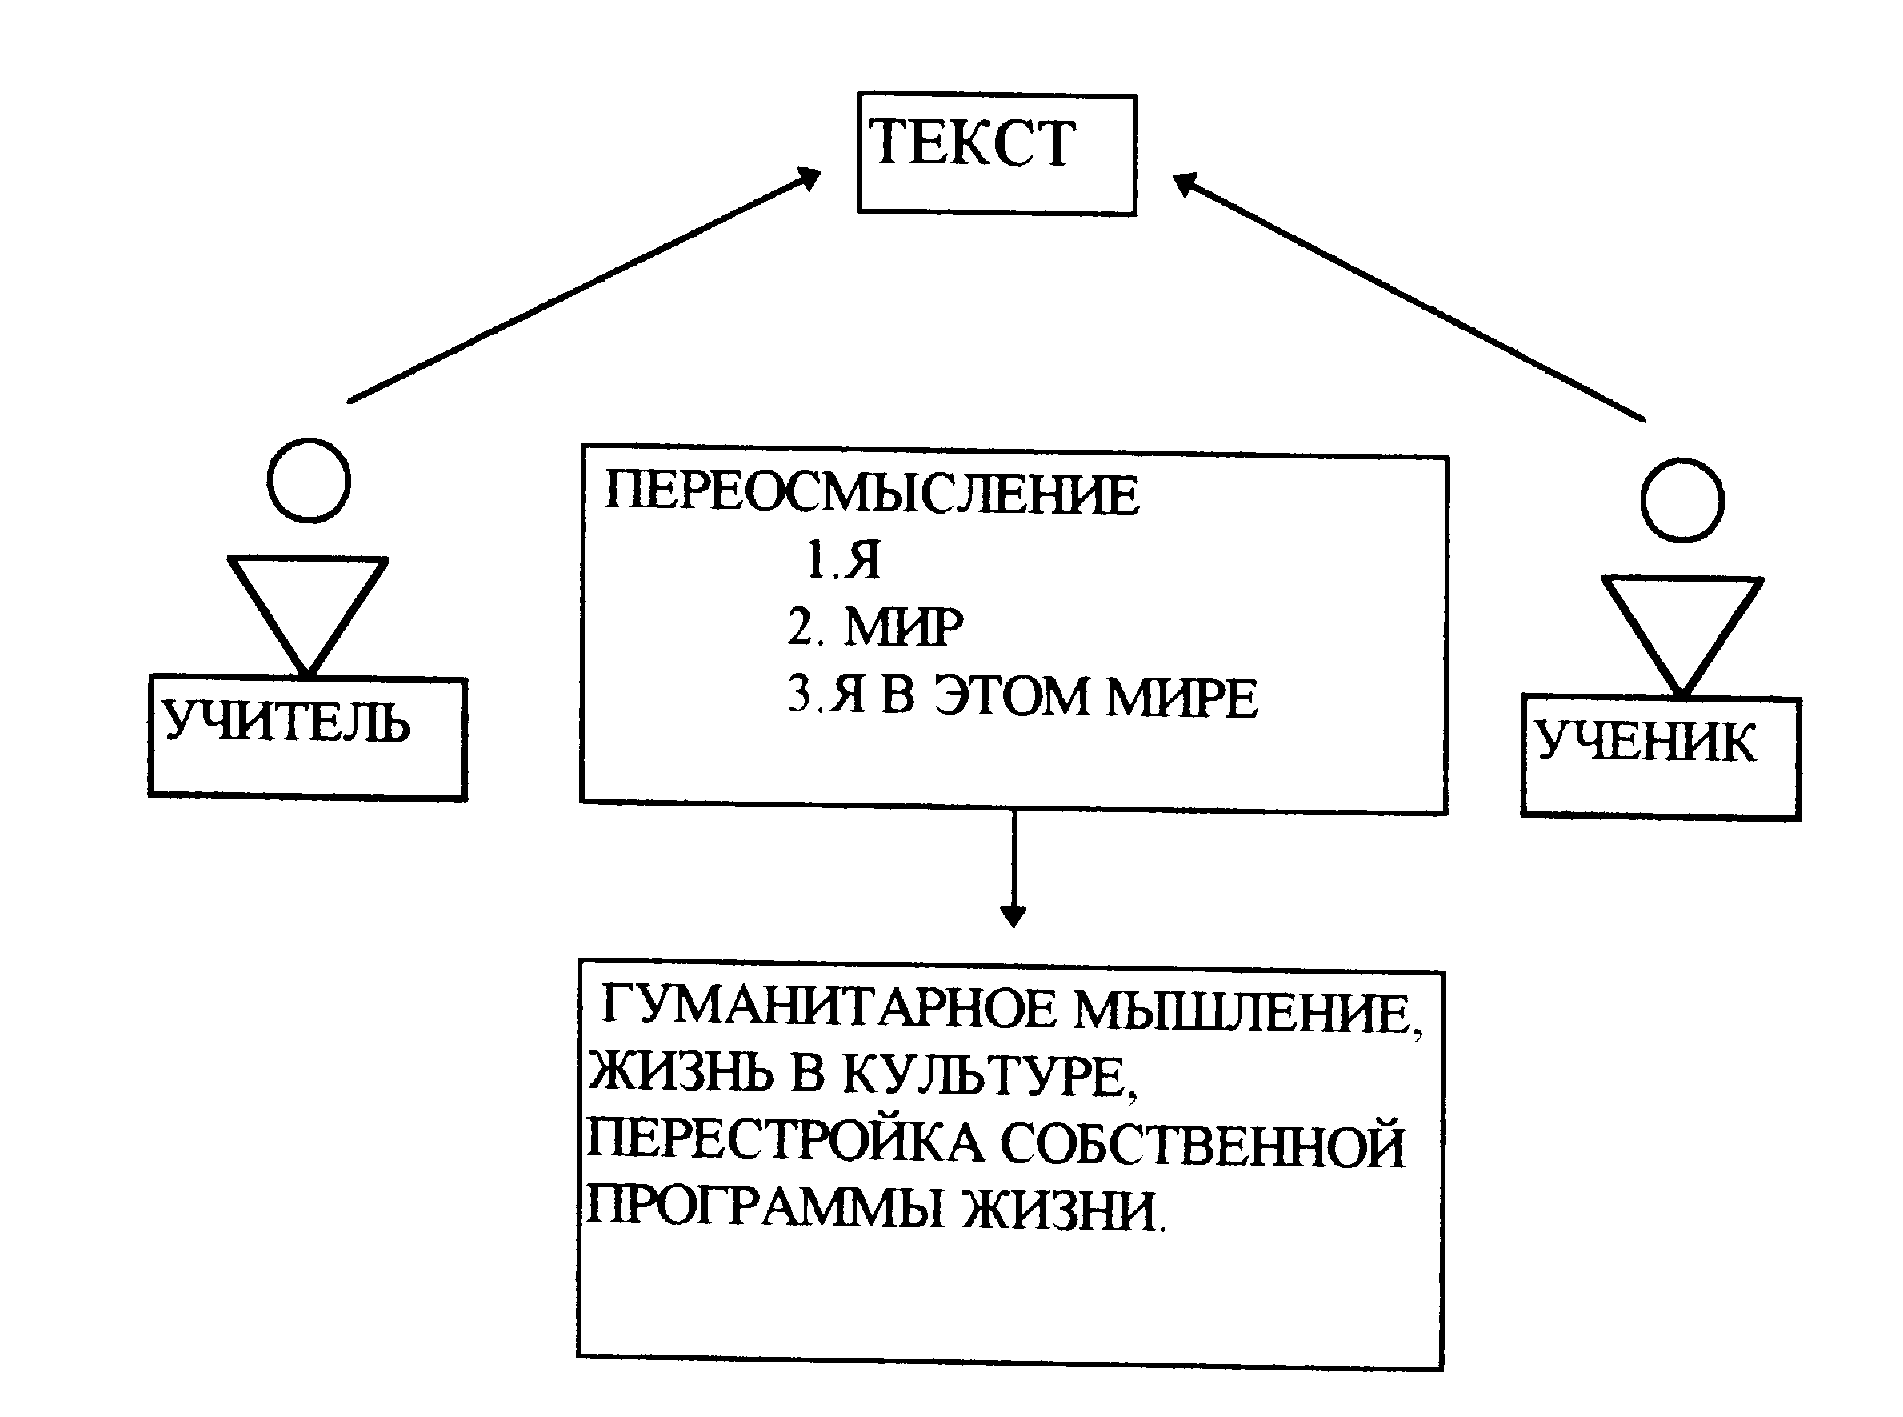 ТЕКСТ
ПЕРЕОСМЫСЛЕНИЕ
1.Я
2. МИР
3.Я В ЭТОМ МИРЕ
УЧИТЕЛЬ
УЧЕНИК
ГУМАНИТАРНОЕ МЫШЛЕНИЕ,
ЖИЗНЬ В КУЛЬТУРЕ,
ПЕРЕСТРОЙКА СОБСТВЕННОЙ
ПРОГРАММЫ ЖИЗНИ.